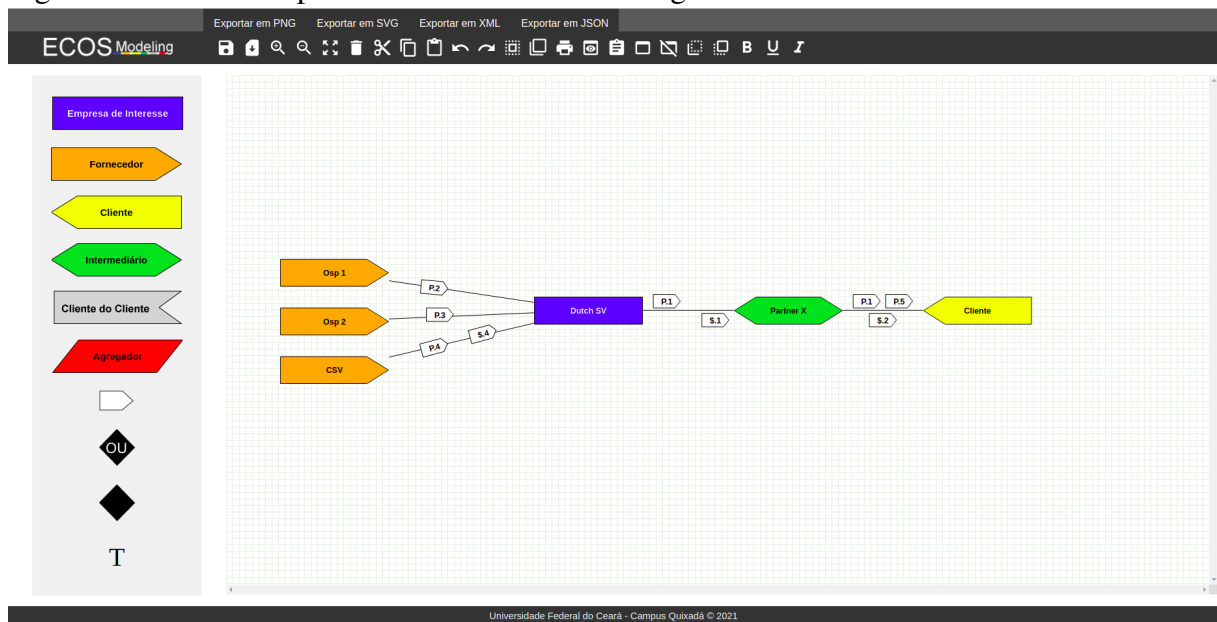 Exportar em PNG Exportar em SVG Exportar em XML Exportar em JSON
ECOS Modeling
B U I
Empresa de Interesse
Fornecedor
Cliente
Intermediário
Cliente do Cliente
Agregador
OU
T
Osp 1
P.2
Osp 2
P.3
CSV
P.4
$.4
Dutch SV
P.1
$.1
Partner X
P.1
P.5
$.2
Cliente
Universidade Federal do Ceará - Campus Quixadá © 2021